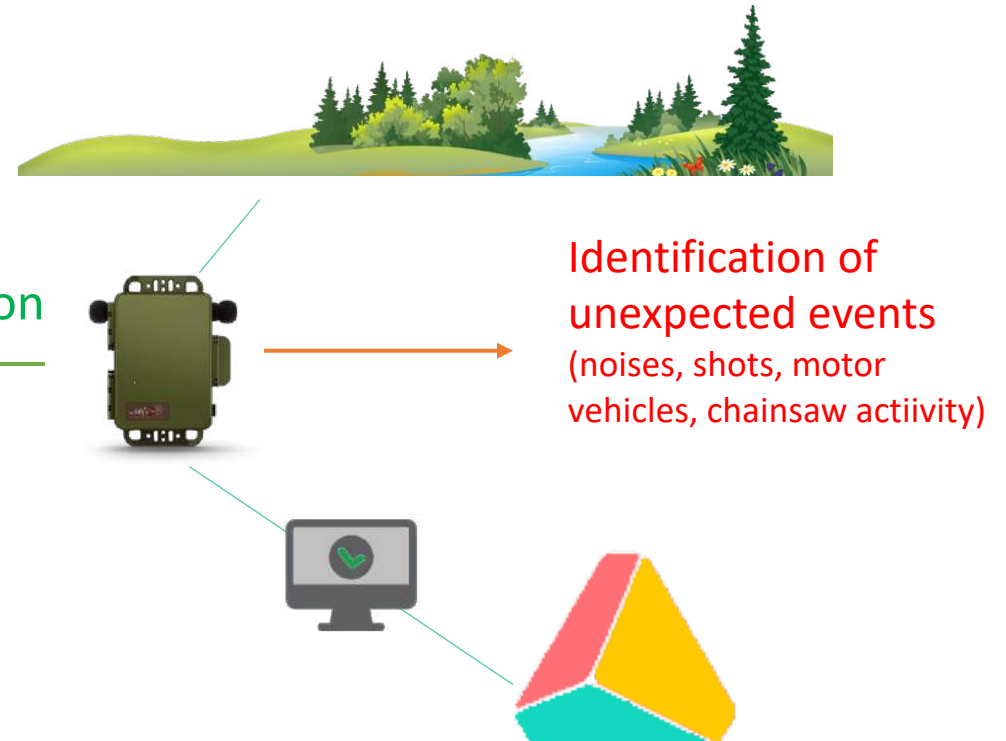 on
Identification of
unexpected events
(noises, shots, motor
vehicles, chainsaw actiivity)